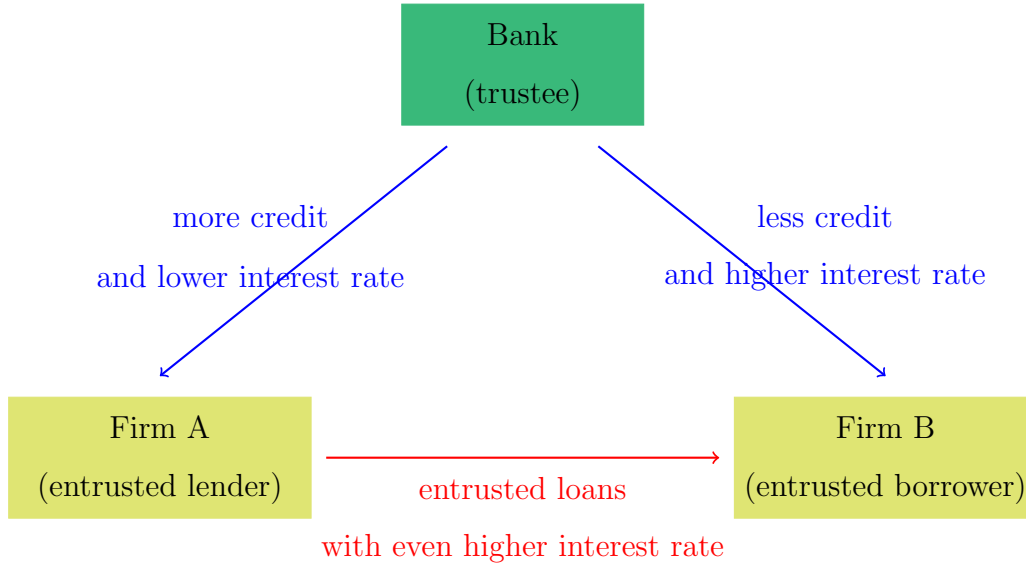 Bank
(trustee)
more credit
and lower interest rate
less credit
and higher interest rate
Firm A
(entrusted lender)
entrusted loans
with even higher interest rate
Firm B
(entrusted borrower)